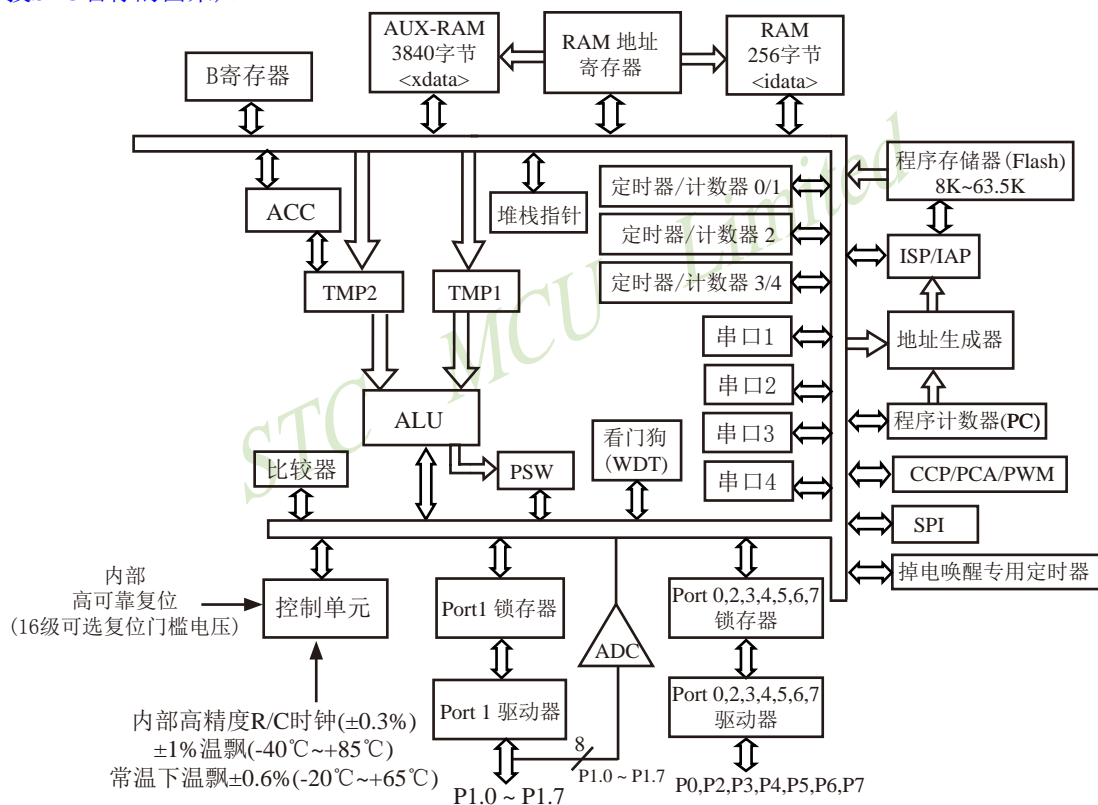 AUX-RAM
3840字节
<xdata>
RAM 地址
寄存器
RAM
256字节
<idata>
B寄存器
ACC
堆栈指针
TMP2
TMP1
ALU
PSW
比较器
看门狗
(WDT)
定时器/计数器 0/1
定时器/计数器 2
定时器/计数器 3/4
串口1
串口2
串口3
串口4
程序存储器(Flash)
8K~63.5K
ISP/IAP
地址生成器
程序计数器(PC)
CCP/PCA/PWM
SPI
掉电唤醒专用定时器
内部
高可靠复位
(16级可选复位门槛电压)
控制单元
Port1 锁存器
ADC
Port 0,2,3,4,5,6,7
锁存器
Port 1 驱动器
Port 0,2,3,4,5,6,7
驱动器
内部高精度R/C时钟(±0.3%)
±1%温飘(-40℃~+85℃)
常温下温飘±0.6%(-20℃~+65℃)
8
P1.0 ~ P1.7
P1.0 ~ P1.7
P0,P2,P3,P4,P5,P6,P7
STC MCU Limited